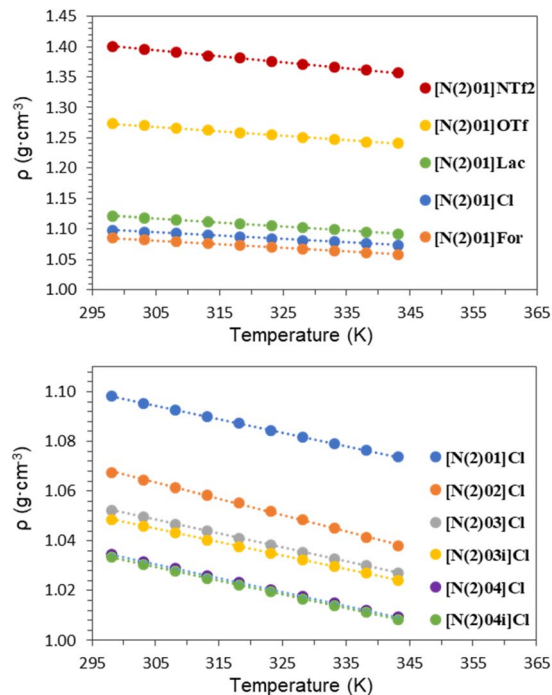 1.45
1.40
1.35
1.30
1.25
1.20
1.15
1.10
1.05
1.00
ρ (g·cm⁻³)
[N(2)01]NTf2
[N(2)01]OTf
[N(2)01]Lac
[N(2)01]Cl
[N(2)01]For
295 305 315 325 335 345 355 365
Temperature (K)
1.10
1.08
1.06
1.04
1.02
1.00
ρ (g·cm⁻³)
[N(2)01]Cl
[N(2)02]Cl
[N(2)03]Cl
[N(2)03i]Cl
[N(2)04]Cl
[N(2)04i]Cl
295 305 315 325 335 345 355 365
Temperature (K)